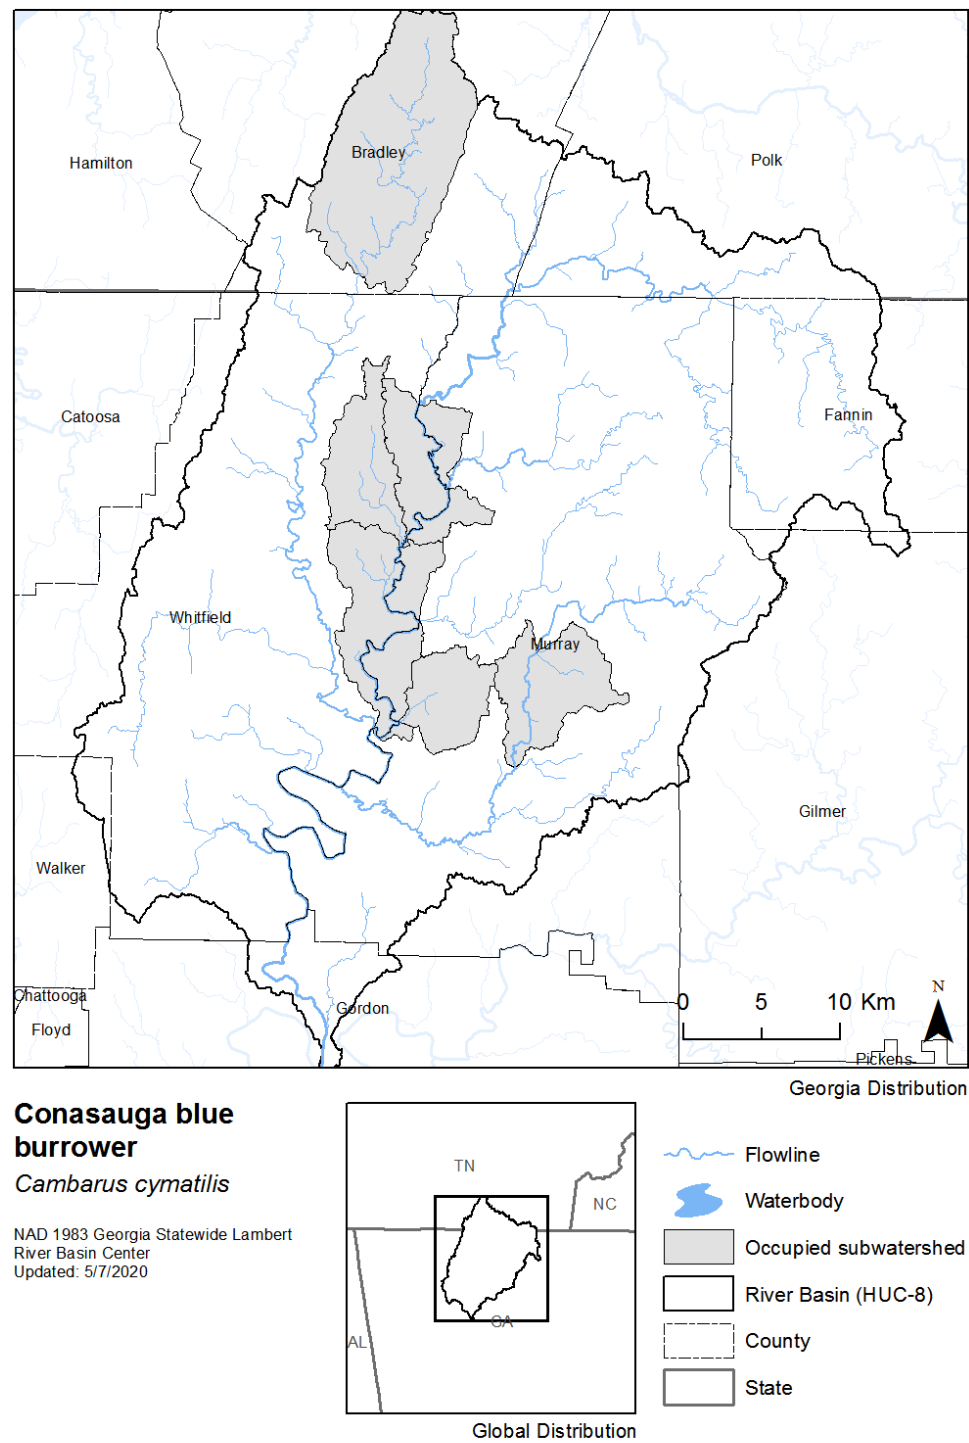 Bradley
Hamilton
Polk
Catoosa
Fannin
Whitfield
Murray
Gilmer
Walker
Chattooga
Floyd
Gordon
0 5 10 Km
N
Pickens
Georgia Distribution
Conasauga blue
burrower
Cambarus cymatilis
NAD 1983 Georgia Statewide Lambert
River Basin Center
Updated: 5/7/2020
TN
NC
GA
AL
Global Distribution
Flowline
Waterbody
Occupied subwatershed
River Basin (HUC-8)
County
State